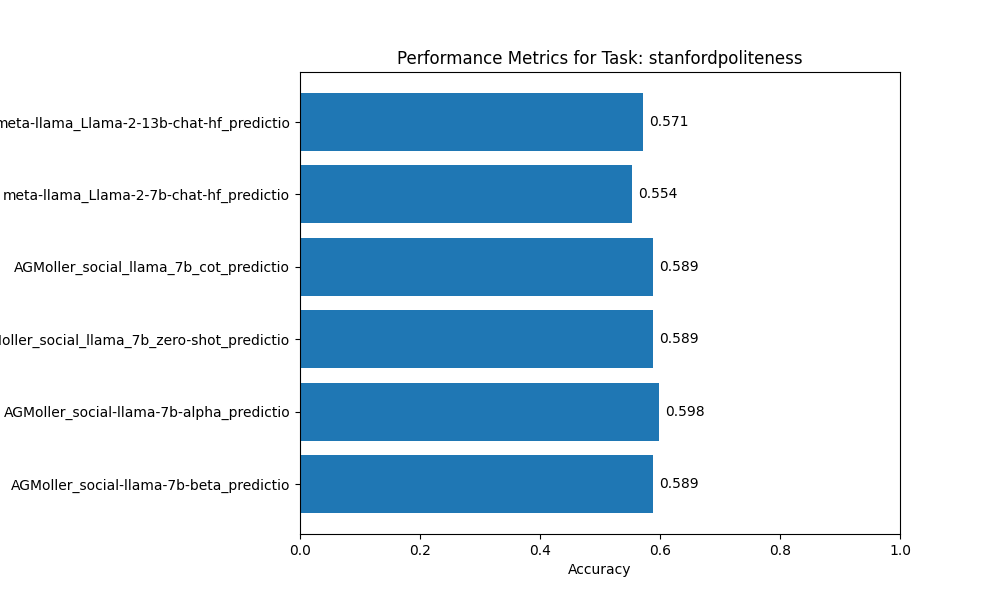 Performance Metrics for Task: stanfordpoliteness
meta-llama_Llama-2-13b-chat-hf_predictio
0.571
meta-llama_Llama-2-7b-chat-hf_predictio
0.554
AGMoller_social_llama_7b_cot_predictio
0.589
oller_social_llama_7b_zero-shot_predictio
0.589
AGMoller_social-llama-7b-alpha_predictio
0.598
AGMoller_social-llama-7b-beta_predictio
0.589
0.0 0.2 0.4 0.6 0.8 1.0
Accuracy